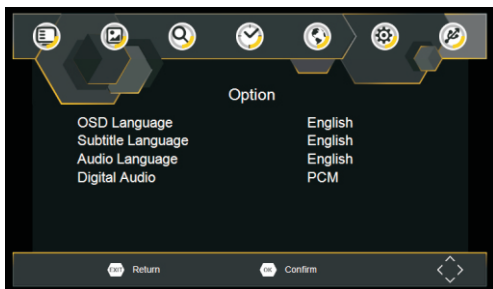 Option
OSD Language English
Subtitle Language English
Audio Language English
Digital Audio PCM
EXIT Return OK Confirm